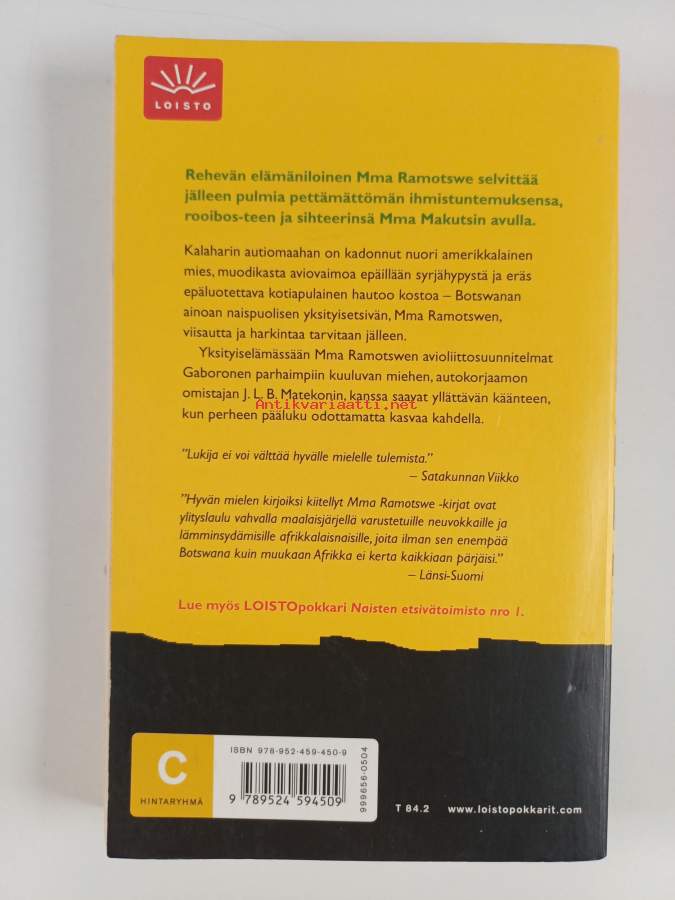 LOISTO
Rehevän elämäniloinen Mma Ramotswe selvittää
jälleen pulmia pettämättömän ihmistuntemuksensa,
rooibos-teen ja sihteerinsä Mma Makutsin avulla.
Kalaharin autiomaahan on kadonnut nuori amerikkalainen
mies, muodikasta aviovaimoa epäillään syrjähypystä ja eräs
epäluotettava kotiapulainen hautoo kostoa – Botswanan
ainoan naispuolisen yksityisetsivän, Mma Ramotswen,
viisautta ja harkintaa tarvitaan jälleen.
Yksityiselämässään Mma Ramotswen avioliittosuunnitelmat
Gaboronen parhaimpiin kuuluvan miehen, autokorjaamon
omistajan J. L. B. Matekonin, kanssa saavat yllättävän käänteen,
Antikvariaatti.net
kun perheen pääluku odottamatta kasvaa kahdella.
"Lukija ei voi välttää hyvälle mielelle tulemista."
– Satakunnan Viikko
"Hyvän mielen kirjoiksi kiitellyt Mma Ramotswe -kirjat ovat
ylityslaulu vahvalla maalaisjärjellä varustetuille neuvokkaille ja
lämminsydämisille afrikkalaisnaisille, joita ilman sen enempää
Botswana kuin muukaan Afrikka ei kerta kaikkiaan pärjäisi."
– Länsi-Suomi
Lue myös LOISTOpokkari Naisten etsivätoimisto nro 1.
C
HINTARYHMÄ
ISBN 978-952-459-450-9
9 789524 594509
999656-0504
T 84.2 www.loistopokkarit.com